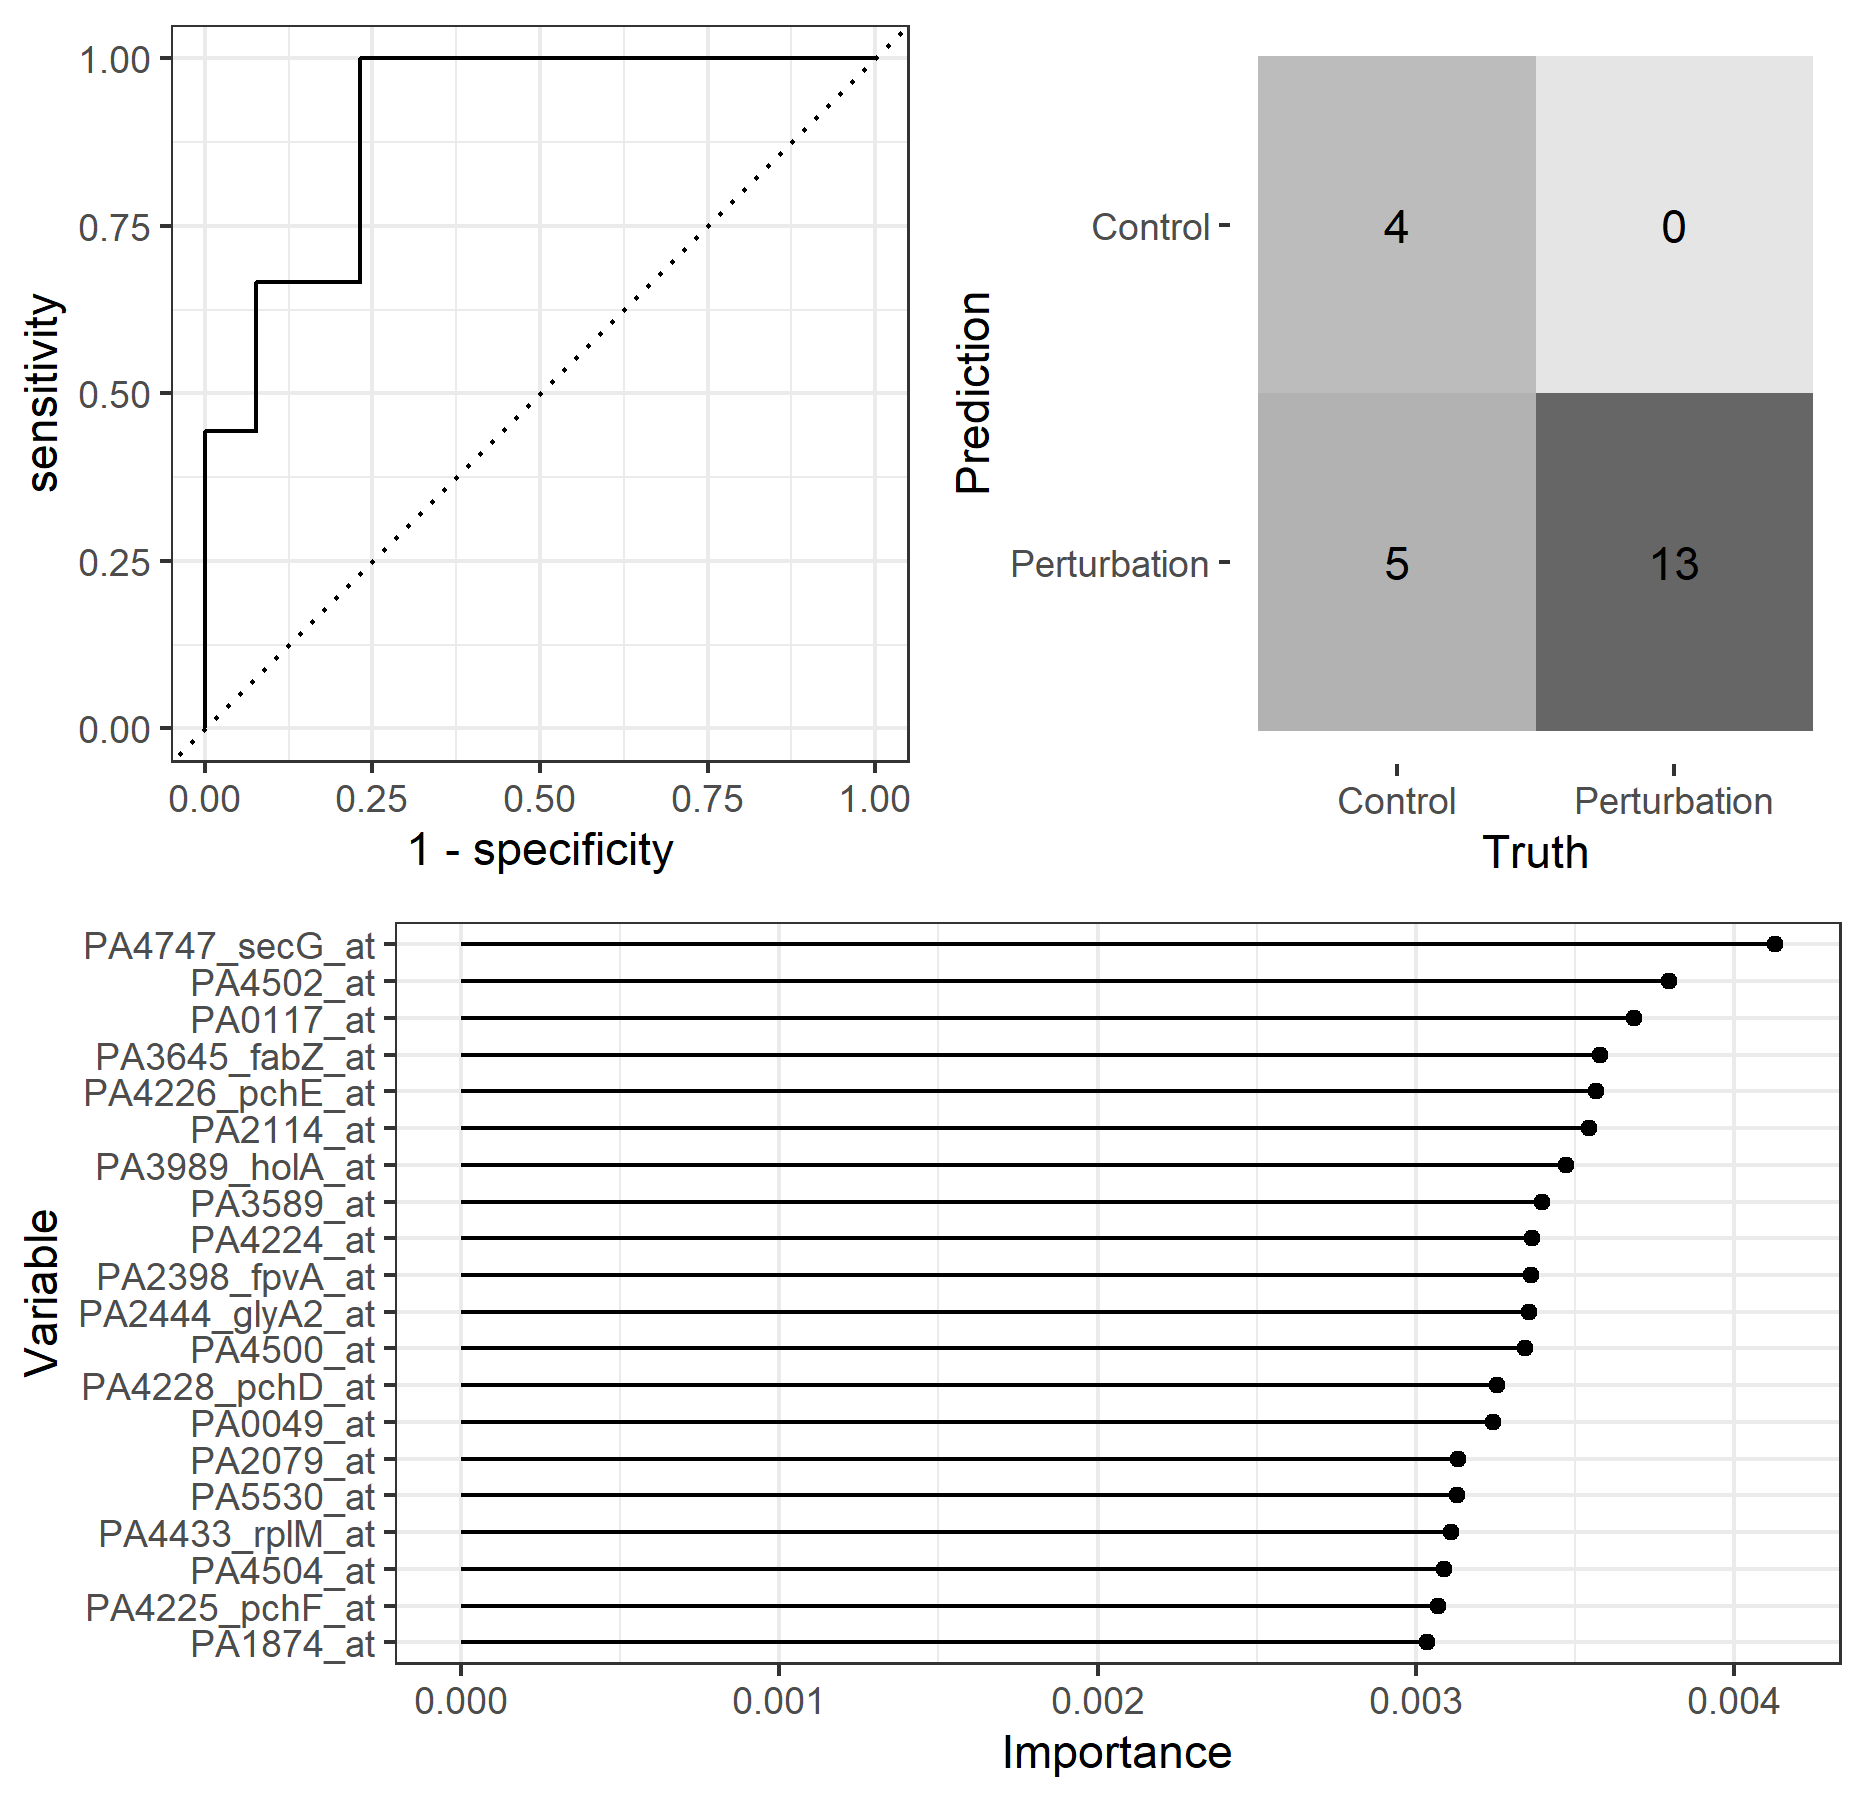 1.00
0.75
0.50
0.25
0.00
sensitivity
0.00 0.25 0.50 0.75 1.00
1 - specificity
Prediction
Control
Perturbation
4 0
5 13
Control Perturbation
Truth
Variable
PA4747_secG_at
PA4502_at
PA0117_at
PA3645_fabZ_at
PA4226_pchE_at
PA2114_at
PA3989_holA_at
PA3589_at
PA4224_at
PA2398_fpvA_at
PA2444_glyA2_at
PA4500_at
PA4228_pchD_at
PA0049_at
PA2079_at
PA5530_at
PA4433_rplM_at
PA4504_at
PA4225_pchF_at
PA1874_at
0.000 0.001 0.002 0.003 0.004
Importance